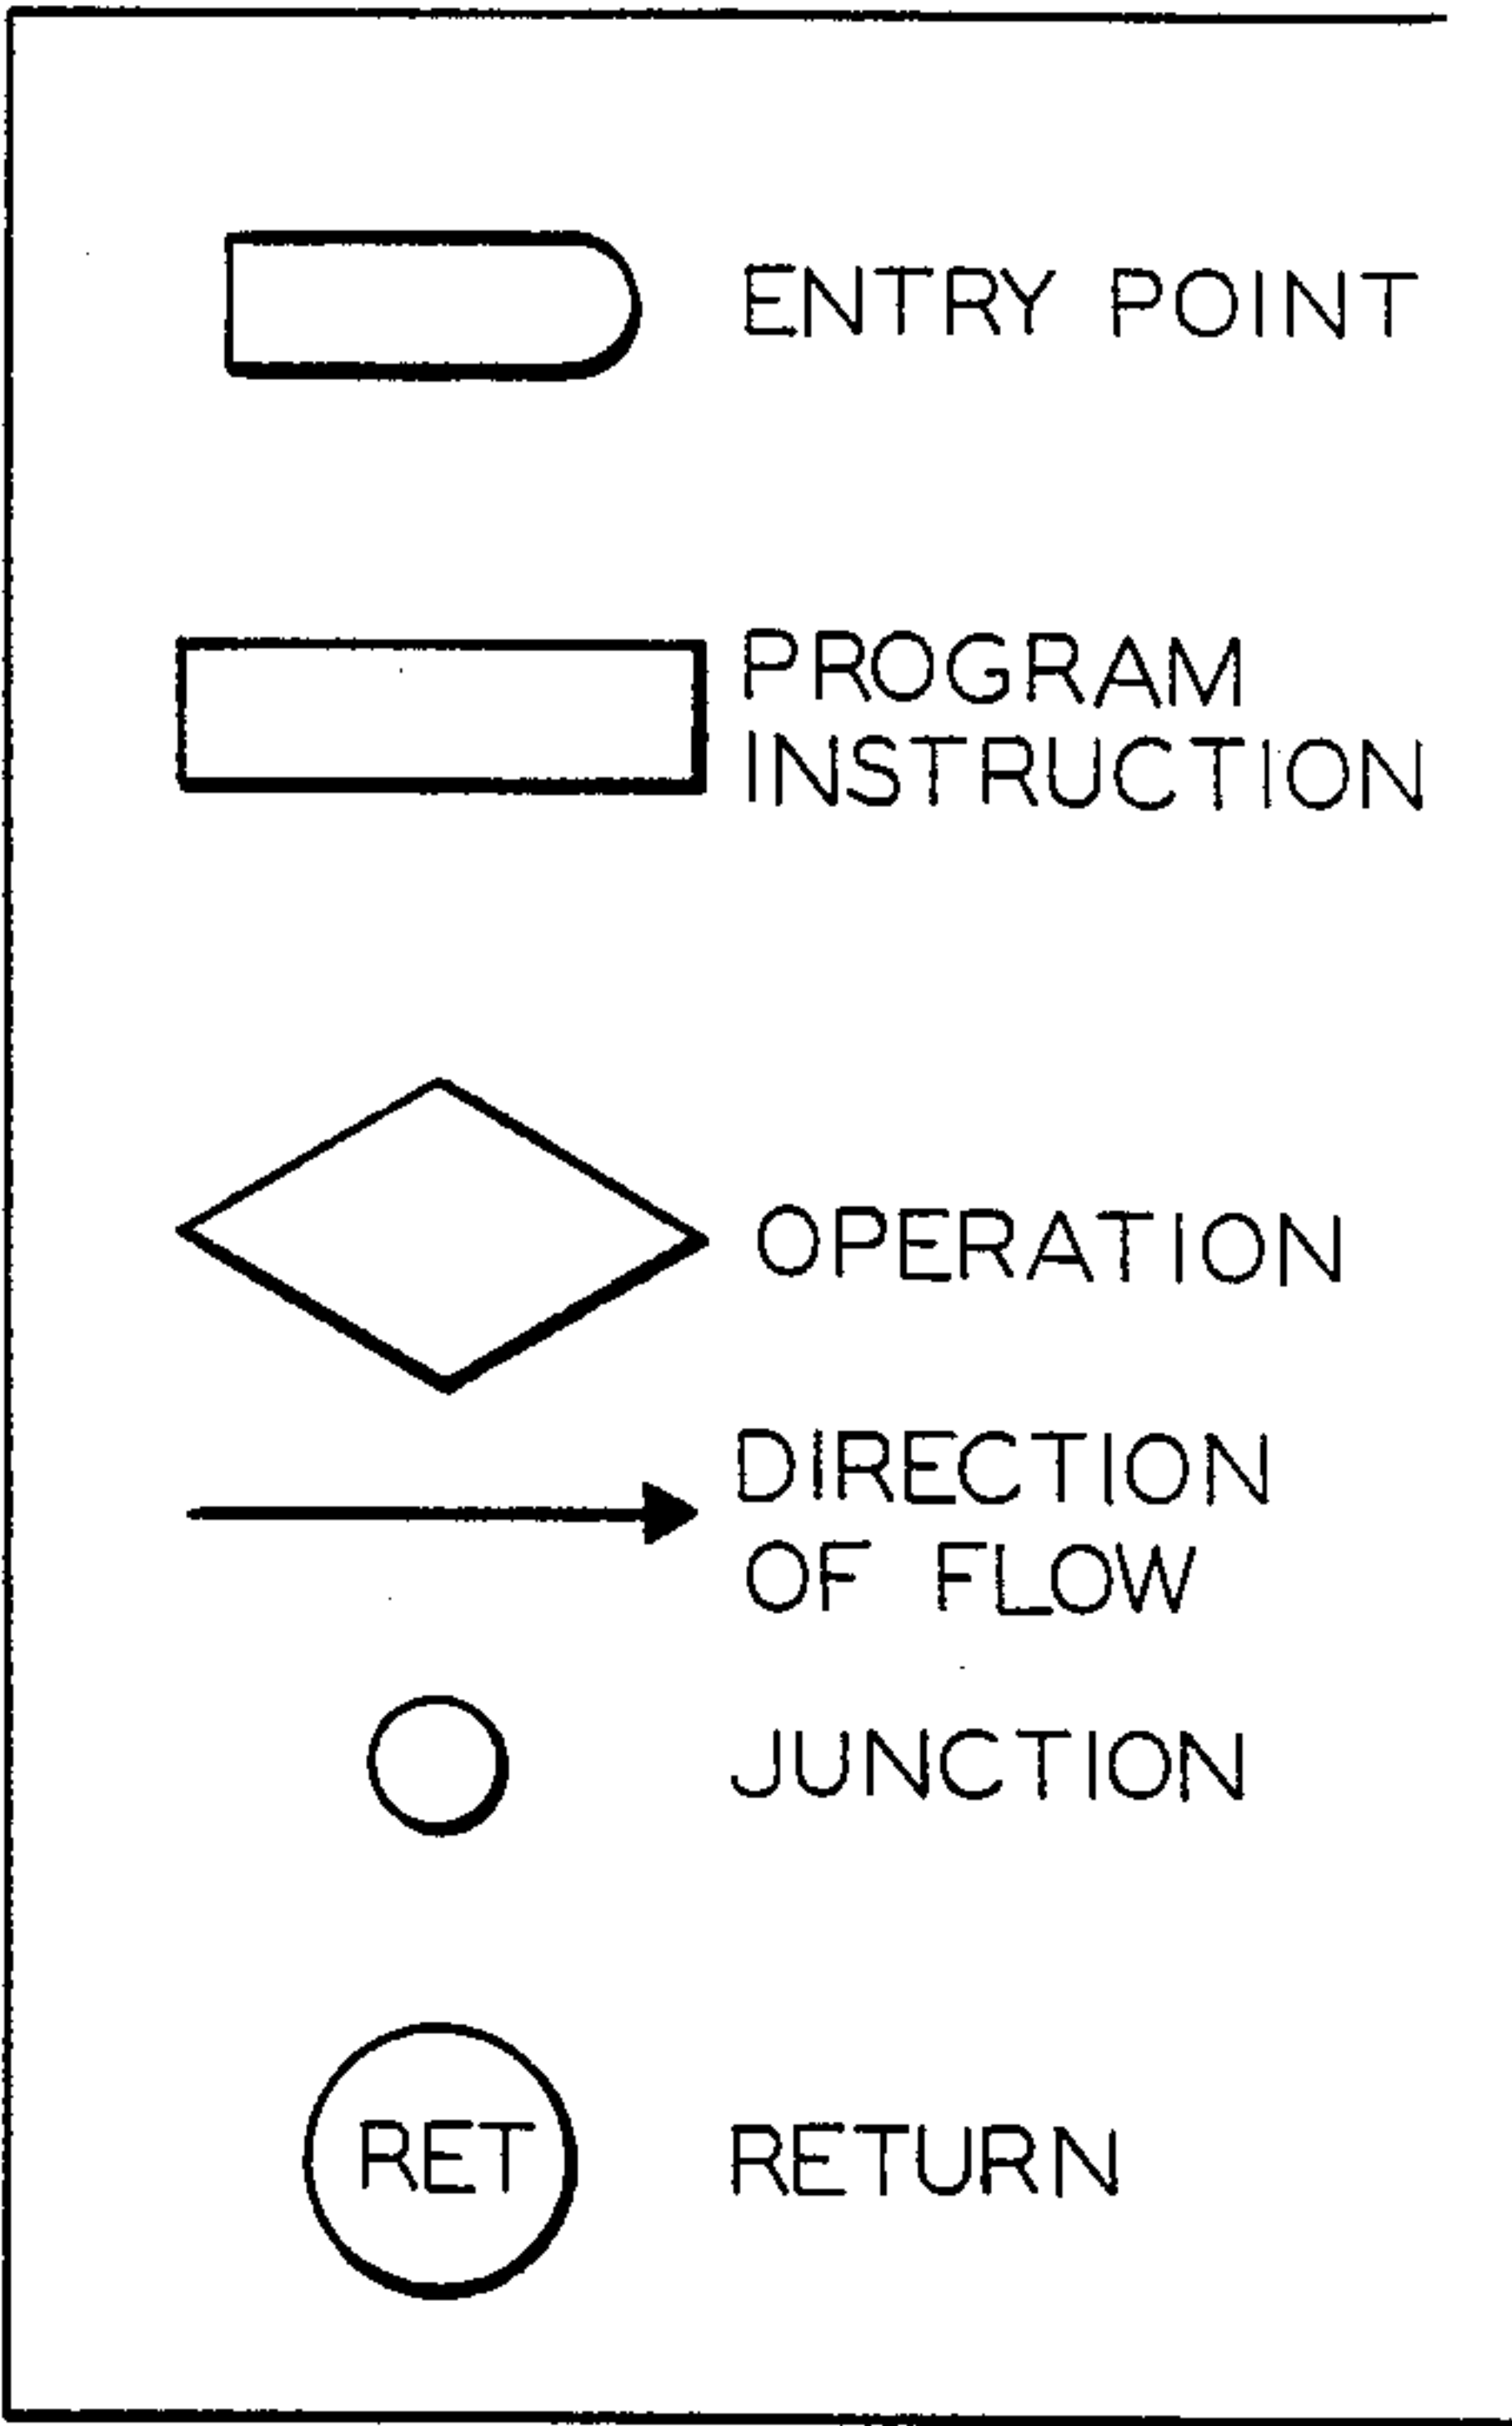 ENTRY POINT
PROGRAM
INSTRUCTION
OPERATION
DIRECTION
OF FLOW
JUNCTION
RET
RETURN